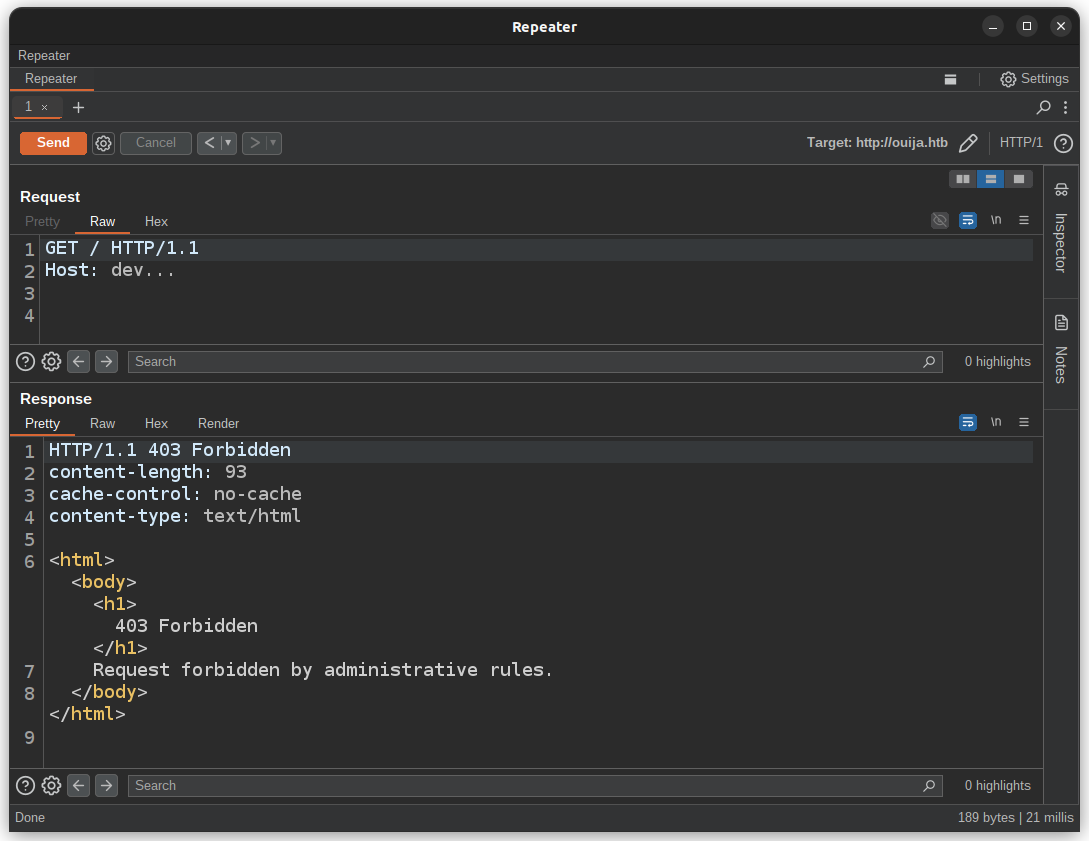 Repeater
Repeater
Repeater
Settings
1 ×
+
Send
Cancel
< ▾
> ▾
Target: http://ouija.htb
HTTP/1
?
Request
Pretty Raw Hex
\n
1 GET / HTTP/1.1
2 Host: dev...
3
4
Search
0 highlights
Response
Pretty Raw Hex Render
\n
1 HTTP/1.1 403 Forbidden
2 content-length: 93
3 cache-control: no-cache
4 content-type: text/html
5
6 <html>
<body>
<h1>
403 Forbidden
</h1>
7 Request forbidden by administrative rules.
8 </body>
</html>
9
Search
0 highlights
Inspector
Notes
Done
189 bytes | 21 millis